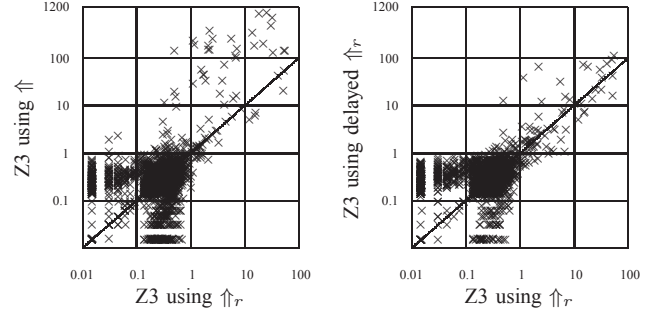 1200 1200
100 100
10 10
1 1
0.1 0.1
Z3 using ⇑
Z3 using delayed ⇑r
0.01 0.1 1 10 100 0.01 0.1 1 10 100
Z3 using ⇑r Z3 using ⇑r